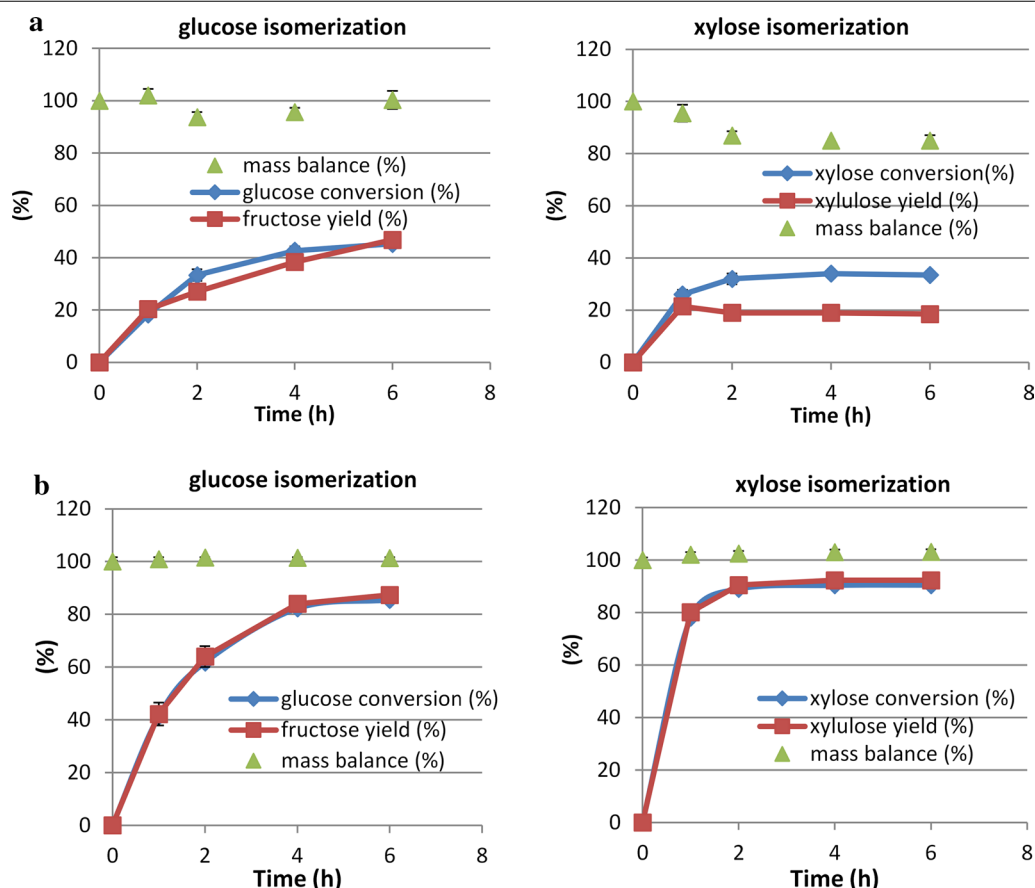 a
glucose isomerization
120
100
80
60
40
20
0
(%)
mass balance (%)
glucose conversion (%)
fructose yield (%)
0 2 4 6 8
Time (h)
xylose isomerization
120
100
80
60
40
20
0
(%)
xylose conversion(%)
xylulose yield (%)
mass balance (%)
0 2 4 6 8
Time (h)
b
glucose isomerization
120
100
80
60
40
20
0
(%)
glucose conversion (%)
fructose yield (%)
mass balance (%)
0 2 4 6 8
Time (h)
xylose isomerization
120
100
80
60
40
20
0
(%)
xylose conversion (%)
xylulose yield (%)
mass balance (%)
0 2 4 6 8
Time (h)